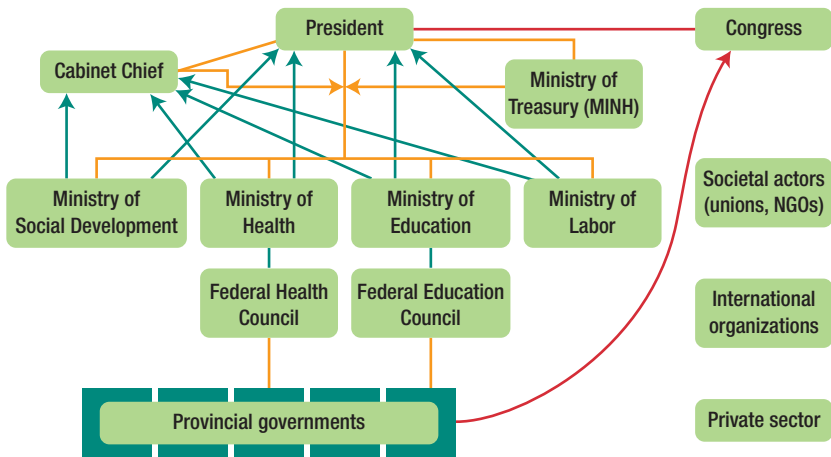 President
Congress
Cabinet Chief
Ministry of
Treasury (MINH)
Ministry of
Social Development
Ministry of
Health
Ministry of
Education
Ministry of
Labor
Societal actors
(unions, NGOs)
Federal Health
Council
Federal Education
Council
International
organizations
Provincial governments
Private sector